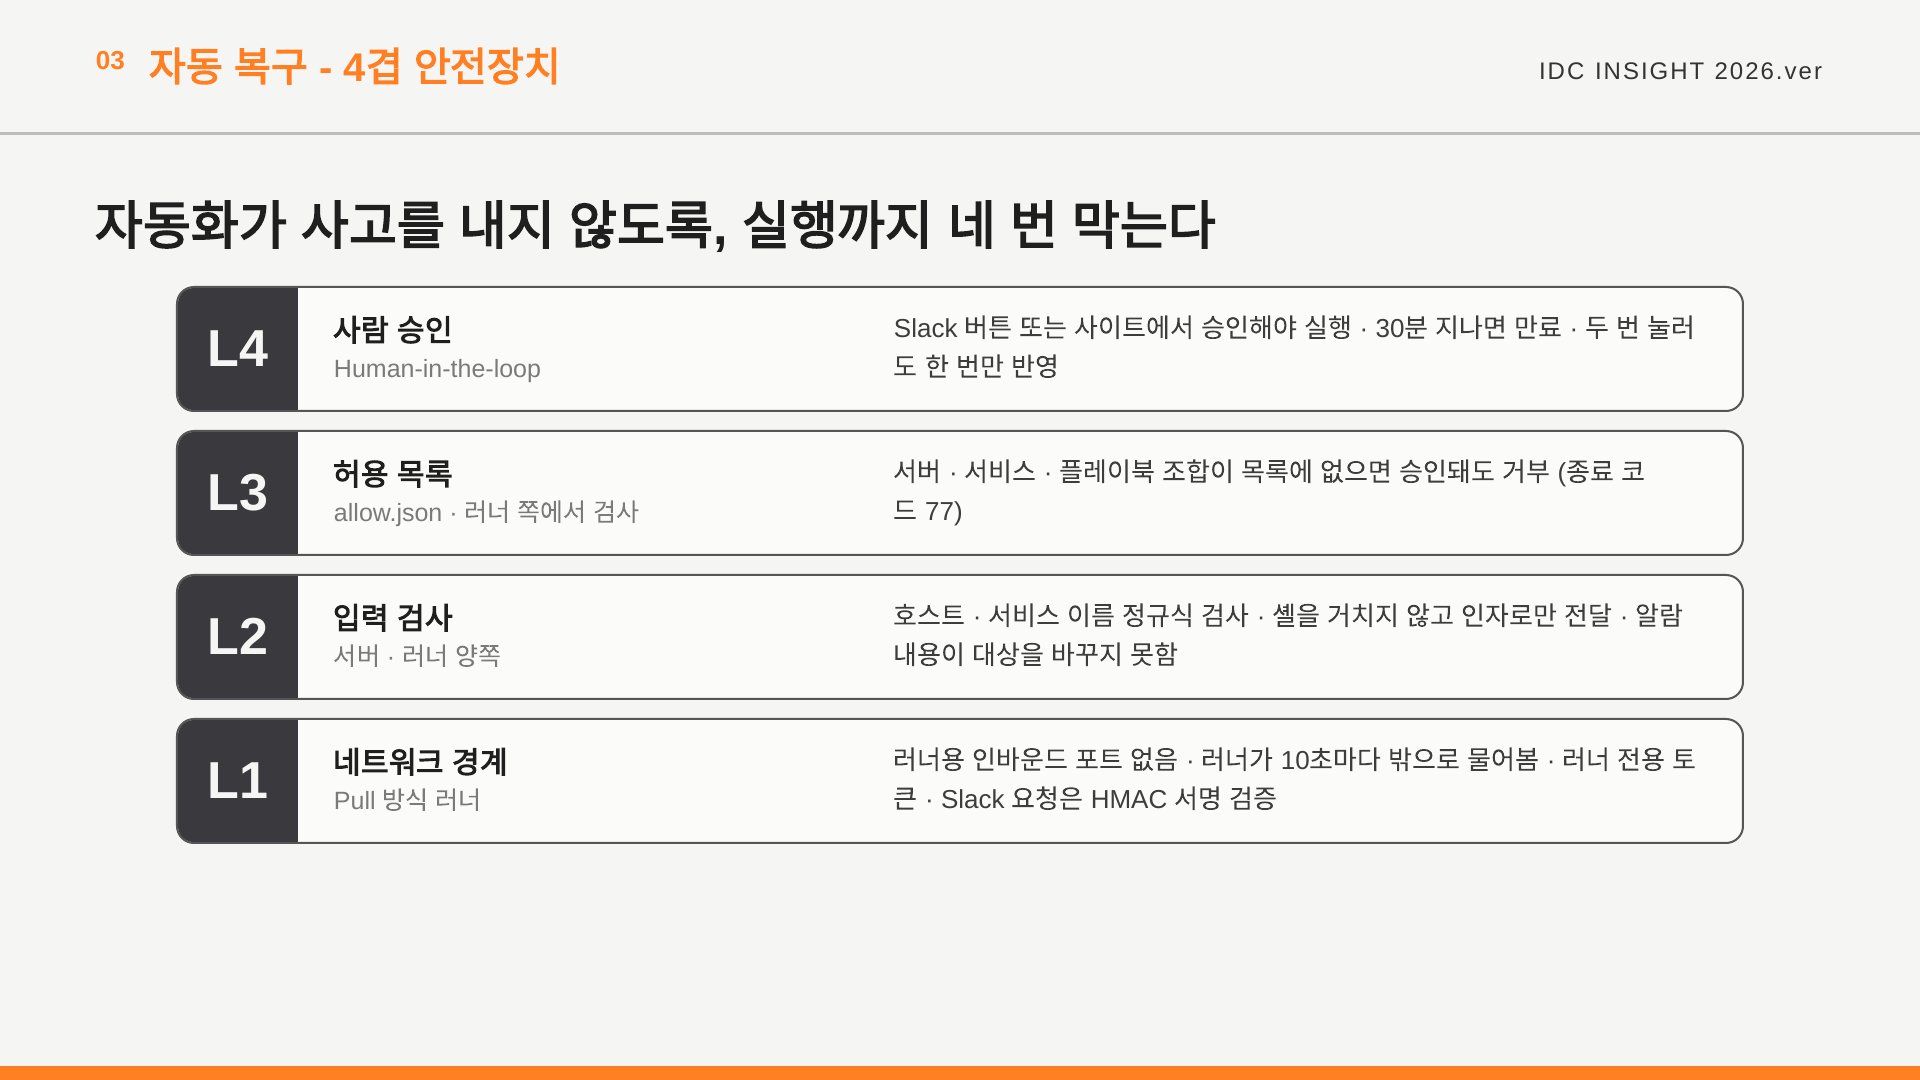 03 자동 복구 - 4겹 안전장치
IDC INSIGHT 2026.ver
자동화가 사고를 내지 않도록, 실행까지 네 번 막는다
L4
사람 승인
Human-in-the-loop
Slack 버튼 또는 사이트에서 승인해야 실행 · 30분 지나면 만료 · 두 번 눌러
도 한 번만 반영
L3
허용 목록
allow.json · 러너 쪽에서 검사
서버 · 서비스 · 플레이북 조합이 목록에 없으면 승인돼도 거부 (종료 코
드 77)
L2
입력 검사
서버 · 러너 양쪽
호스트 · 서비스 이름 정규식 검사 · 셸을 거치지 않고 인자로만 전달 · 알람
내용이 대상을 바꾸지 못함
L1
네트워크 경계
Pull 방식 러너
러너용 인바운드 포트 없음 · 러너가 10초마다 밖으로 물어봄 · 러너 전용 토
큰 · Slack 요청은 HMAC 서명 검증